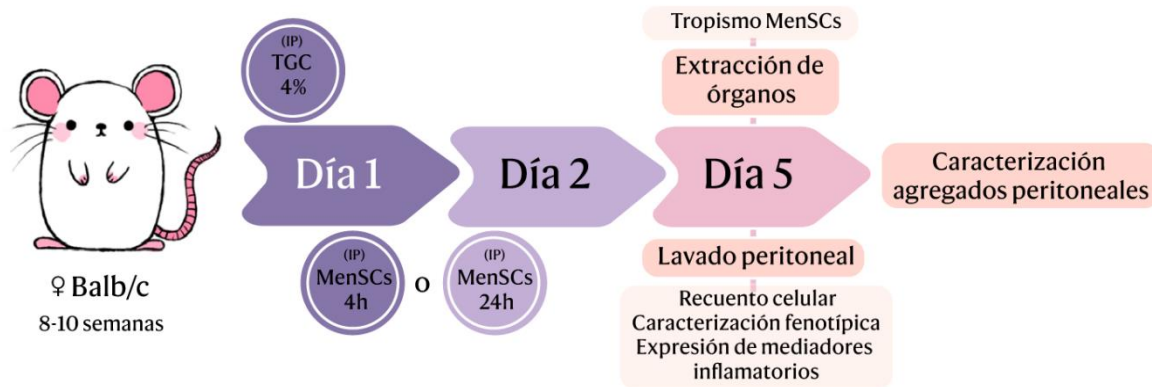 ♀ Balb/c
8-10 semanas
(IP)
TGC
4%
Día 1
(IP)
MenSCs
4h
o
(IP)
MenSCs
24h
Día 2
Tropismo MenSCs
Extracción de
órganos
Día 5
Lavado peritoneal
Recuento celular
Caracterización fenotípica
Expresión de mediadores
inflamatorios
Caracterización
agregados peritoneales